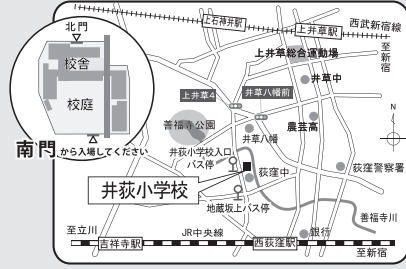 北門
校舎
校庭
南門から入場してください
井荻小学校
上石神井駅
上井草駅
西武新宿線
至新宿
上井草総合運動場
井草中
上井草4
井草八幡前
善福寺公園
農芸高
井草八幡
井荻小学校入口
バス停
荻窪中
荻窪警察署
地蔵坂上バス停
善福寺川
銀行
至立川
吉祥寺駅
JR中央線
西荻窪駅
至新宿
N